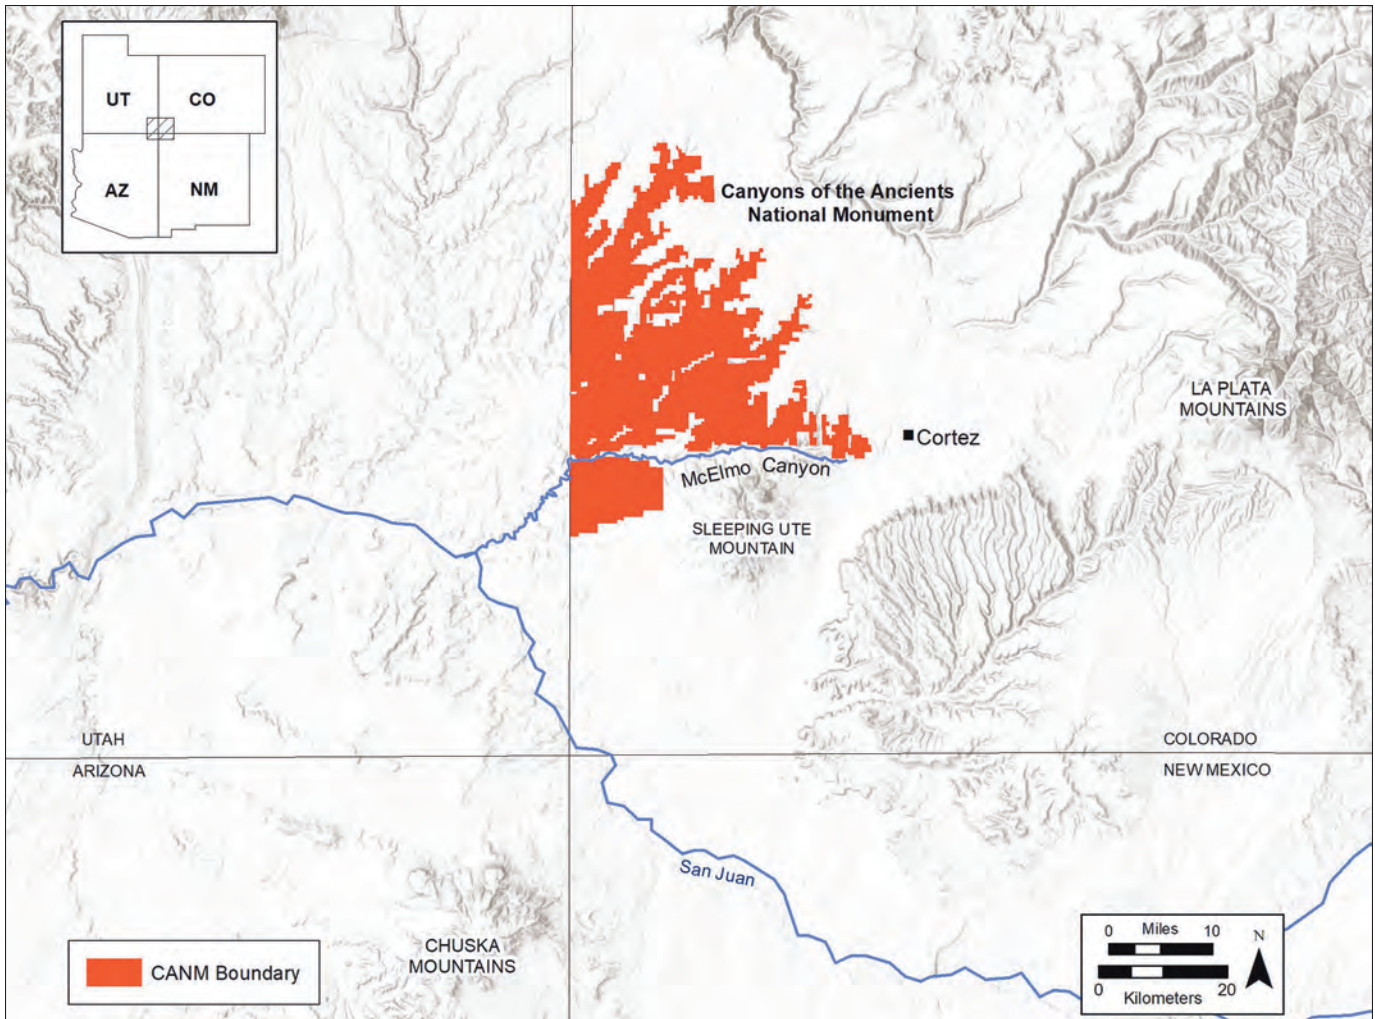 UT
CO
AZ
NM
Canyons of the Ancients
National Monument
LA PLATA
MOUNTAINS
Cortez
McElmo Canyon
SLEEPING UTE
MOUNTAIN
UTAH
COLORADO
ARIZONA
NEW MEXICO
San Juan
CHUSKA
MOUNTAINS
CANM Boundary
0 Miles 10
N
0 Kilometers 20